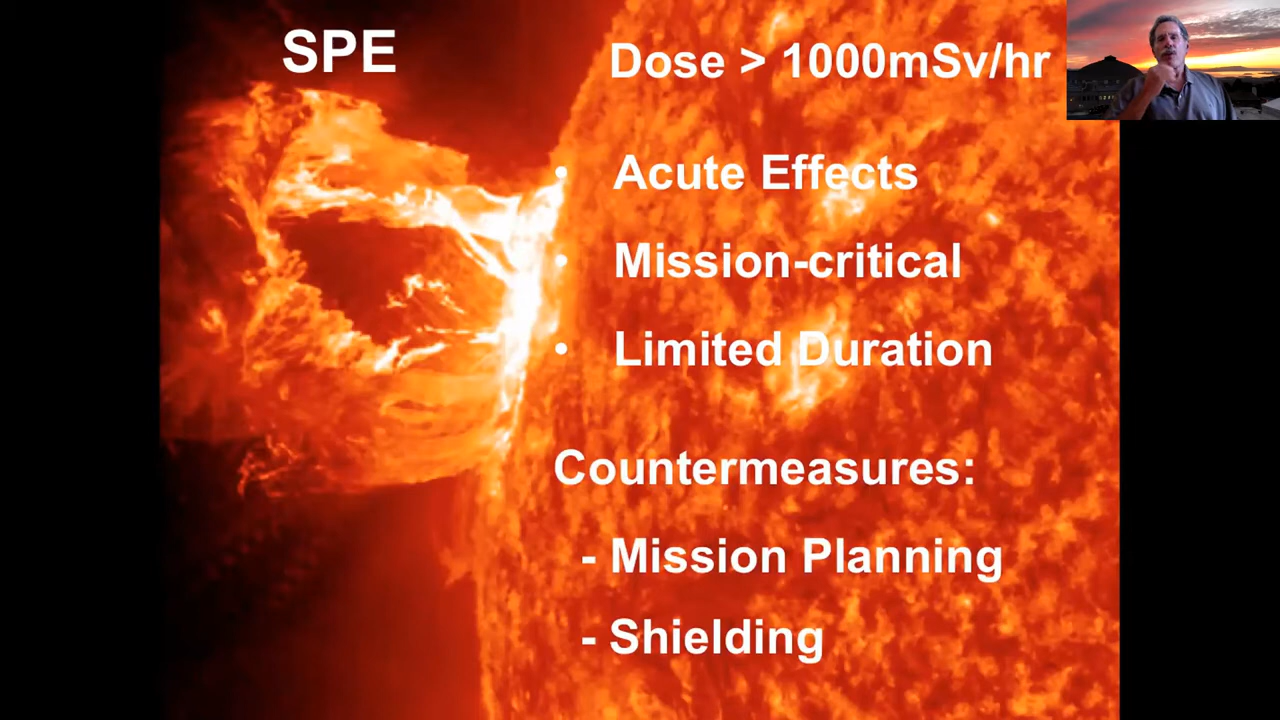 SPE
Dose > 1000mSv/hr
• Acute Effects
• Mission-critical
• Limited Duration
Countermeasures:
- Mission Planning
- Shielding